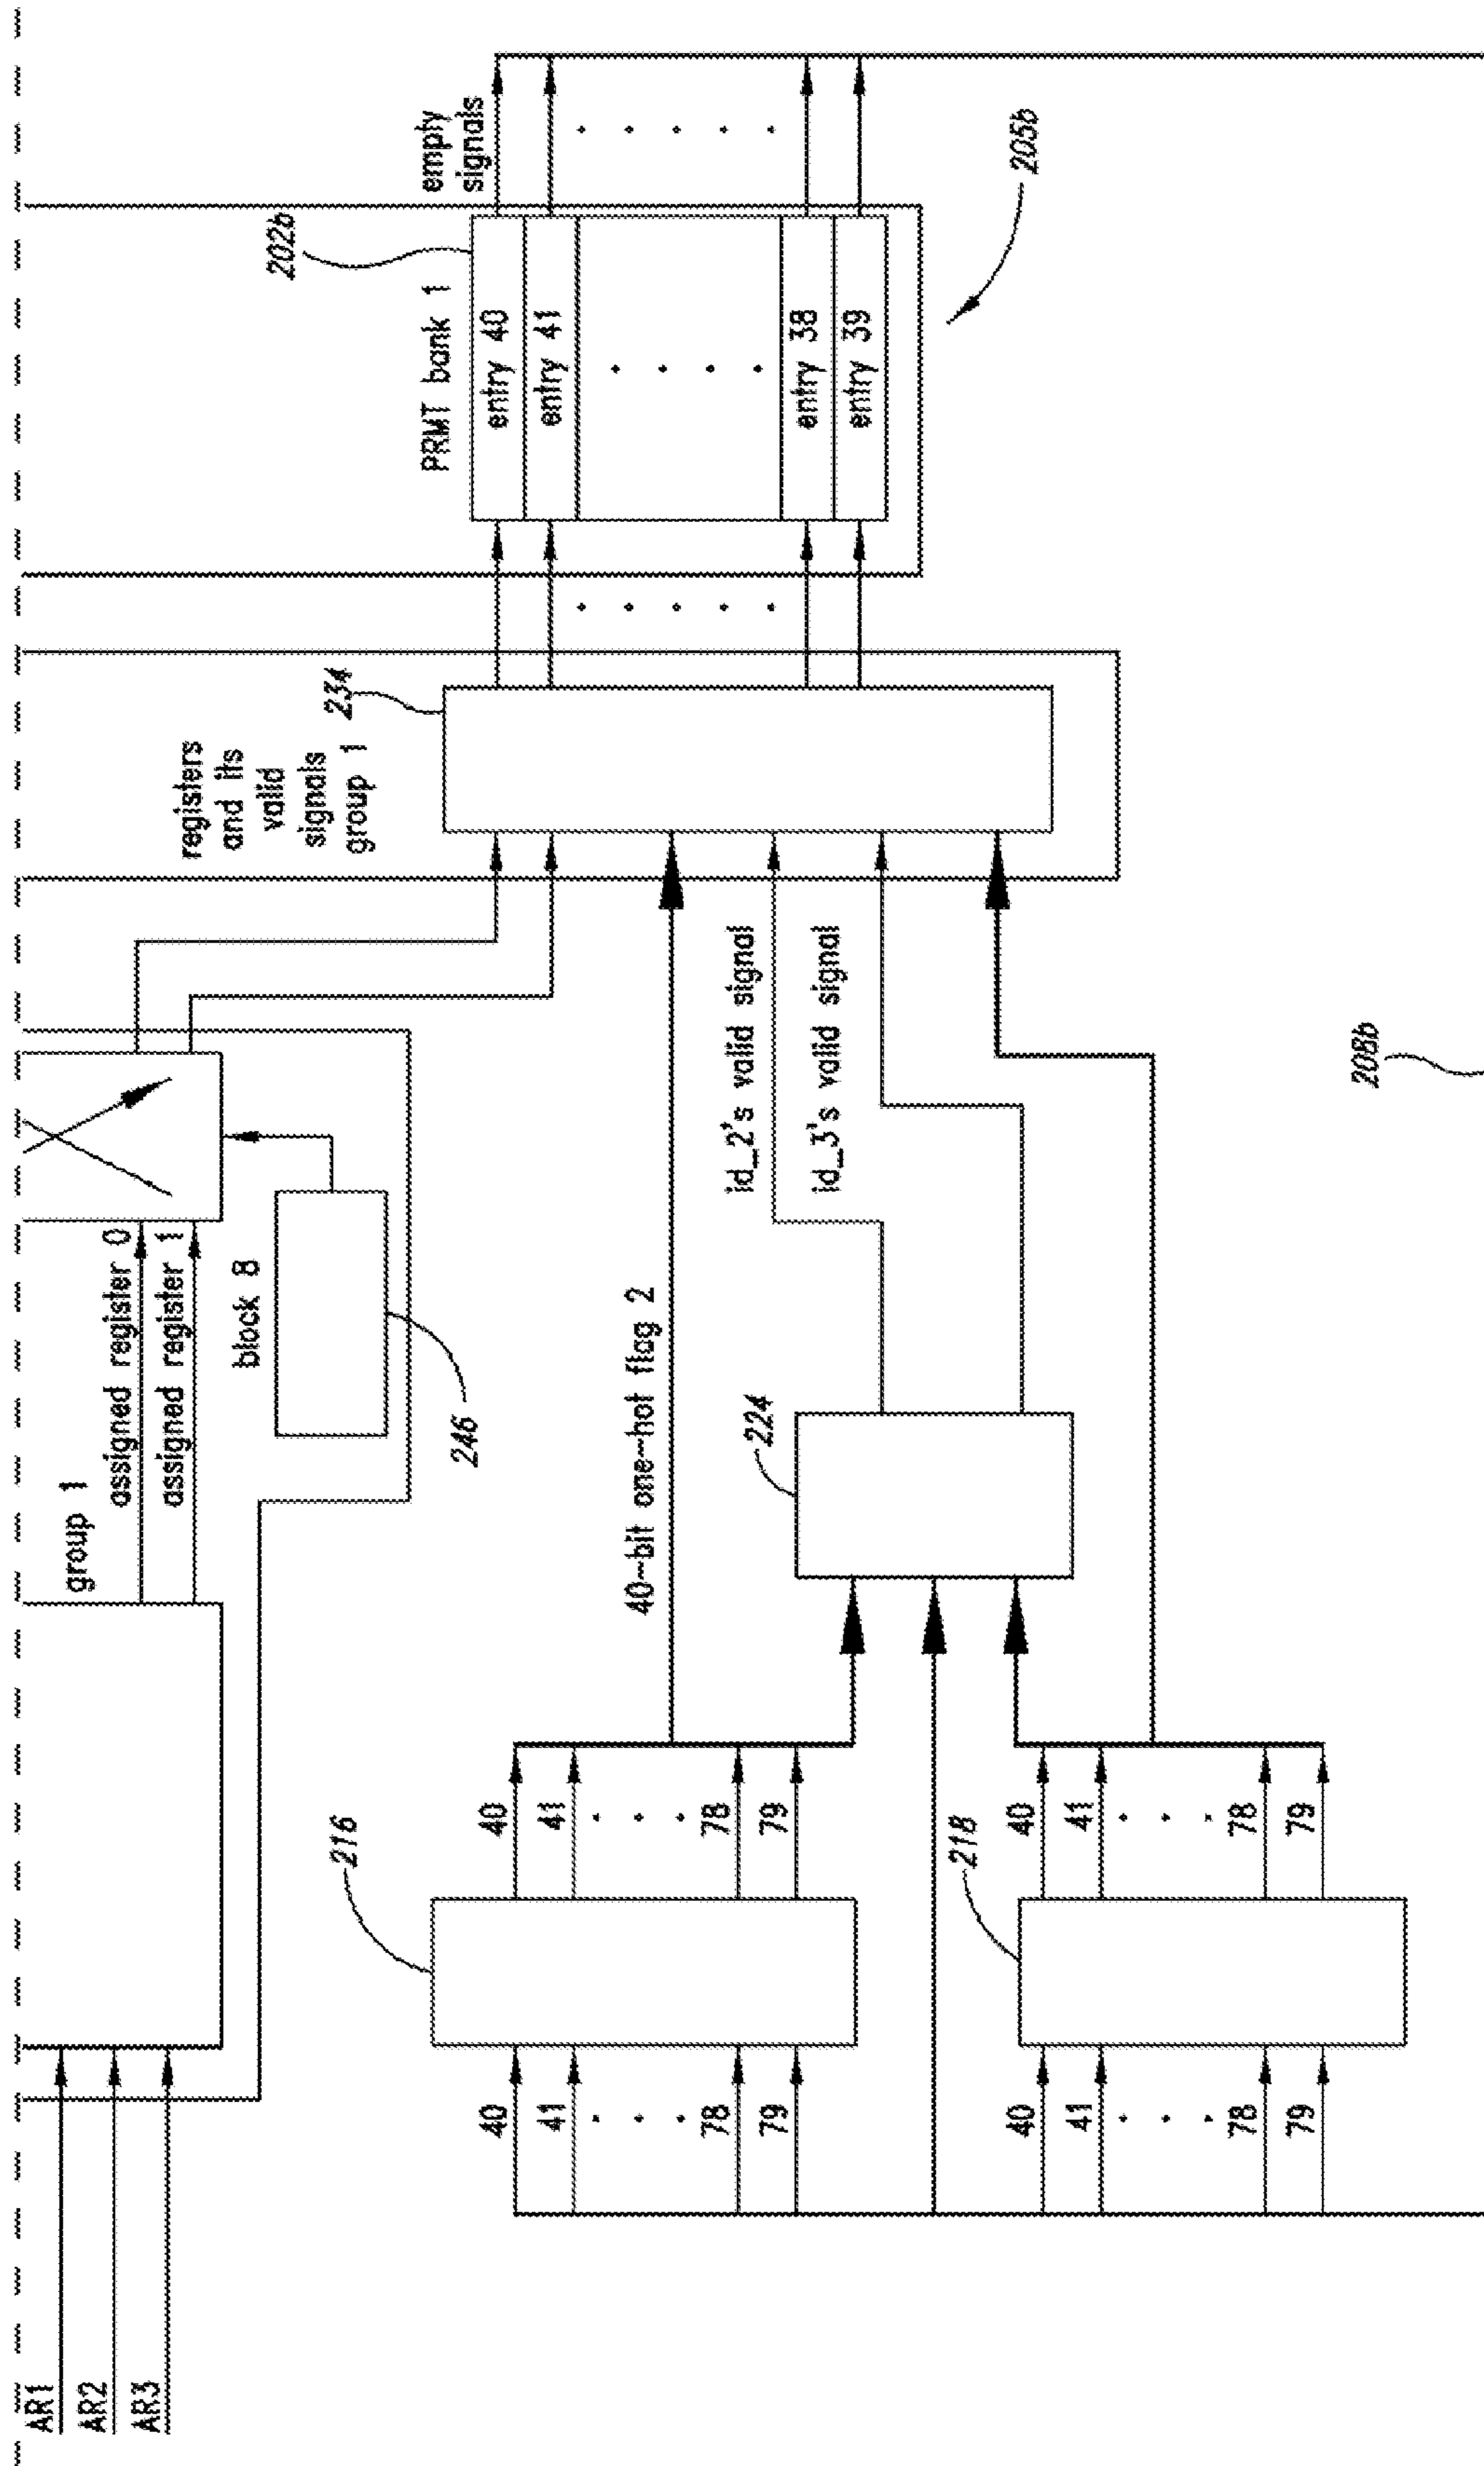 AR1
AR2
AR3
group 1
assigned register 0
assigned register 1
block 8
246
registers
and its
valid
signals
group 1
234
202b
PRMT bank 1
entry 40
entry 41
entry 38
entry 39
empty
signals
205b
40-bit one-hot flag 2
id_2's valid signal
id_3's valid signal
224
216
40
41
78
79
40
41
78
79
218
40
41
78
79
40
41
78
79
208b